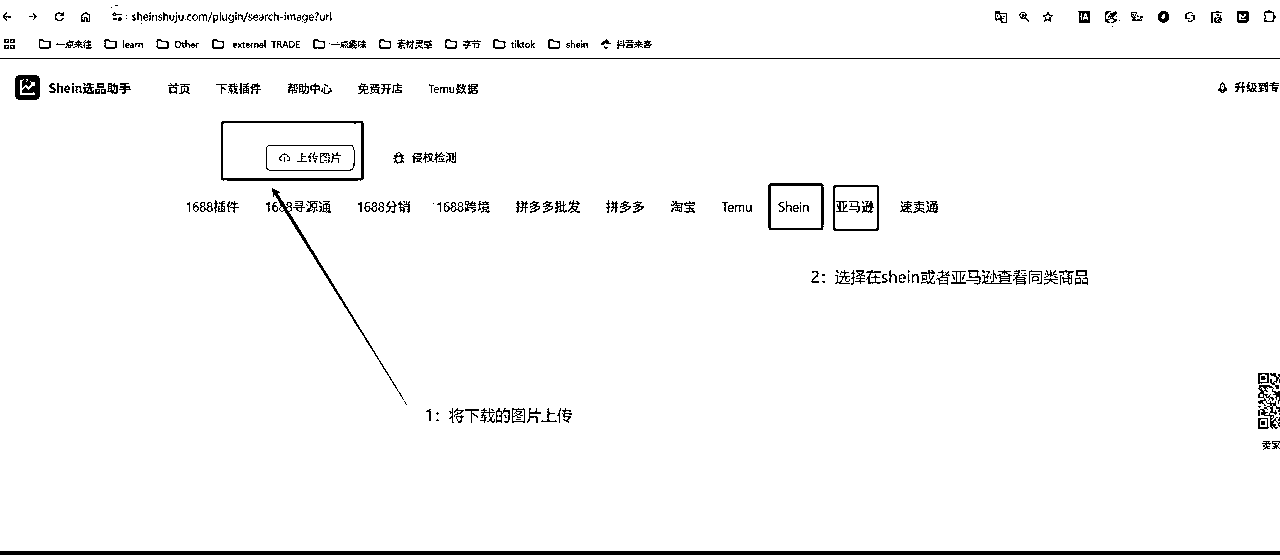 sheinshuju.com/plugin/search-image?url
一点来往 learn Other external TRADE 一点趣味 素材灵感 字节 tiktok shein 抖音来客
Shein选品助手 首页 下载插件 帮助中心 免费开店 Temu数据 升级到专
上传图片 侵权检测
1688插件 1688寻源通 1688分销 1688跨境 拼多多批发 拼多多 淘宝 Temu Shein 亚马逊 速卖通
2：选择在shein或者亚马逊查看同类商品
1：将下载的图片上传
卖家